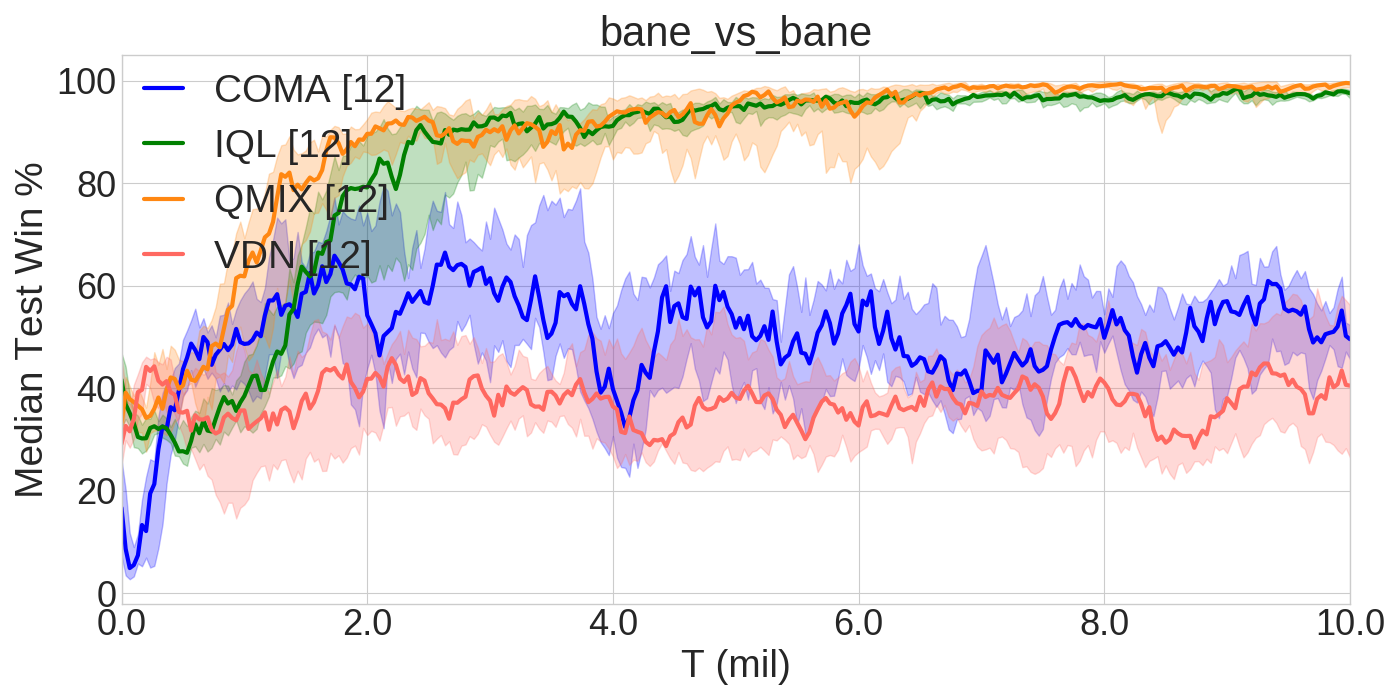 bane_vs_bane
Median Test Win %
100
80
60
40
20
0
COMA [12]
IQL [12]
QMIX [12]
VDN [12]
0.0 2.0 4.0 6.0 8.0 10.0
T (mil)